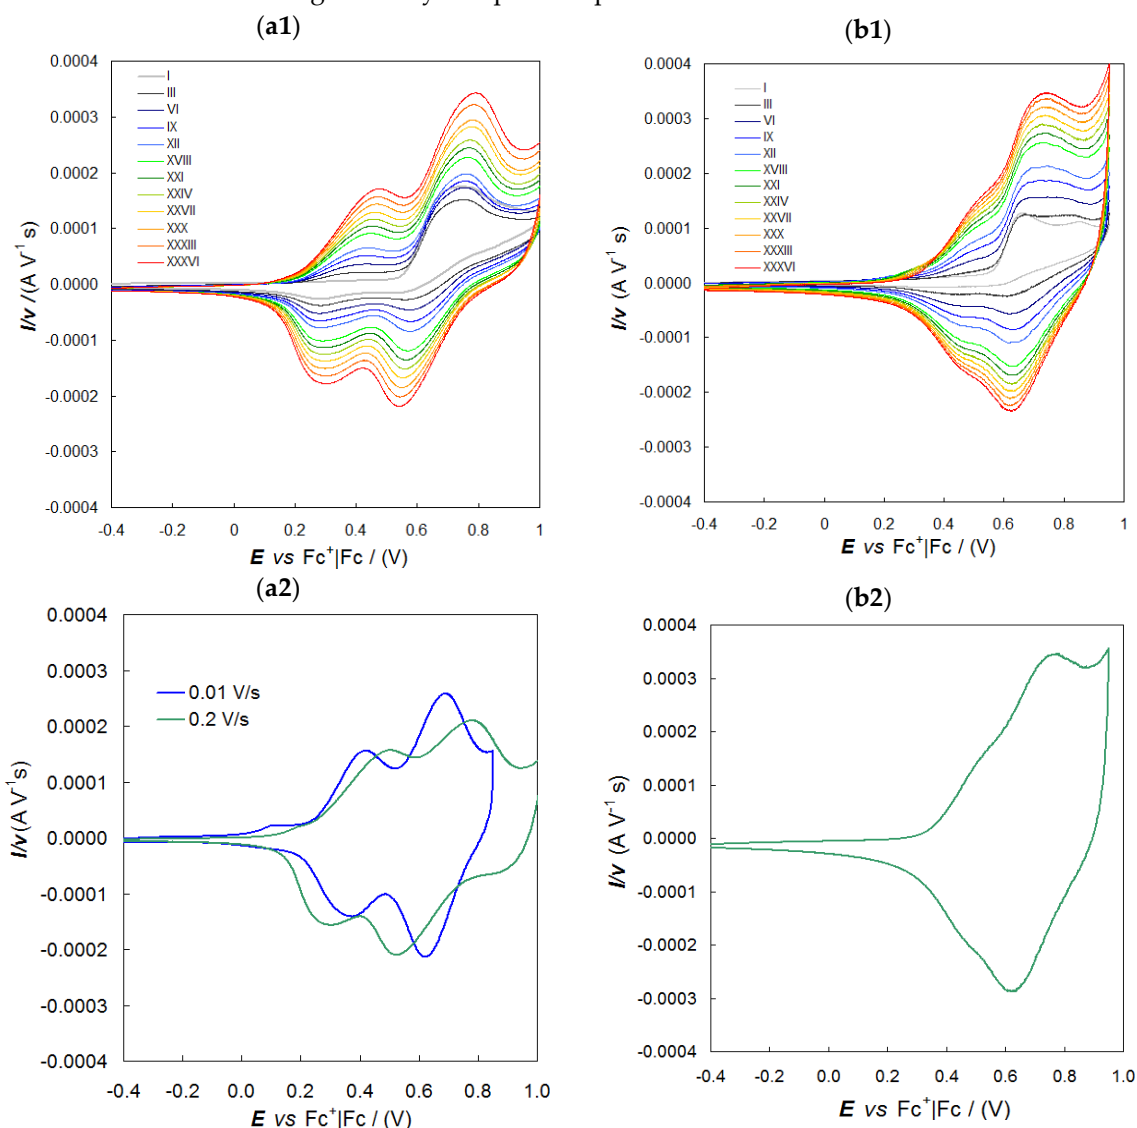 (a1)
0.0004
0.0003
0.0002
0.0001
0.0000
-0.0001
-0.0002
-0.0003
-0.0004
I/v /(A V-1 s)
I
III
VI
IX
XII
XVIII
XXI
XXIV
XXVII
XXX
XXXIII
XXXVI
-0.4 -0.2 0 0.2 0.4 0.6 0.8 1
E vs Fc+|Fc / (V)
(b1)
0.0004
0.0003
0.0002
0.0001
0.0000
-0.0001
-0.0002
-0.0003
-0.0004
I/v (A V-1 s)
I
III
VI
IX
XII
XVIII
XXI
XXIV
XXVII
XXX
XXXIII
XXXVI
-0.4 -0.2 0 0.2 0.4 0.6 0.8 1
E vs Fc+|Fc / (V)
(a2)
0.0004
0.0003
0.0002
0.0001
0.0000
-0.0001
-0.0002
-0.0003
-0.0004
I/v (A V-1s)
0.01 V/s
0.2 V/s
-0.4 -0.2 0.0 0.2 0.4 0.6 0.8 1.0
E vs Fc+|Fc / (V)
(b2)
0.0004
0.0003
0.0002
0.0001
0.0000
-0.0001
-0.0002
-0.0003
-0.0004
I/v (A V-1 s)
-0.4 -0.2 0.0 0.2 0.4 0.6 0.8 1.0
E vs Fc+|Fc / (V)